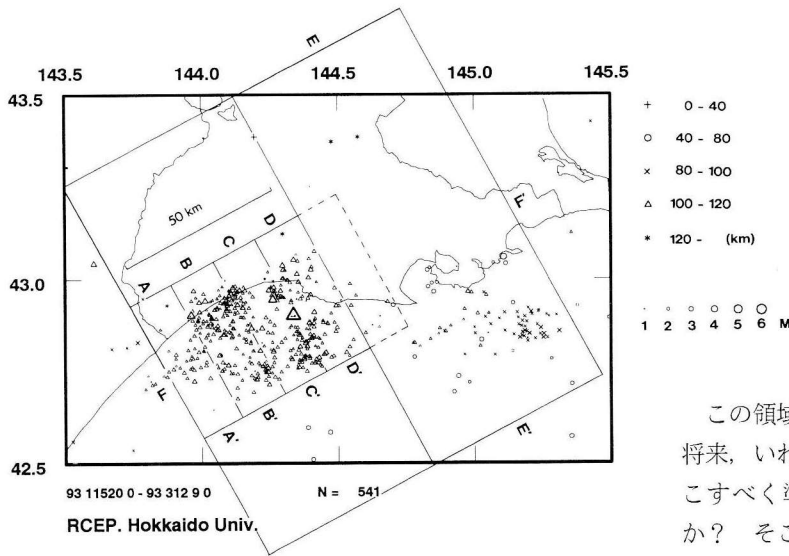 E
143.5 144.0 144.5 145.0 145.5
43.5
43.0
42.5
50 km
A
B
C
D
F
F'
A'
B'
C'
D'
E'
+ 0 - 40
○ 40 - 80
× 80 - 100
△ 100 - 120
* 120 - (km)
1 2 3 4 5 6 M
93 11520 0 - 93 312 9 0 N = 541
RCEP. Hokkaido Univ.
この領域
将来，いれ
こすべく準
か？ そこ